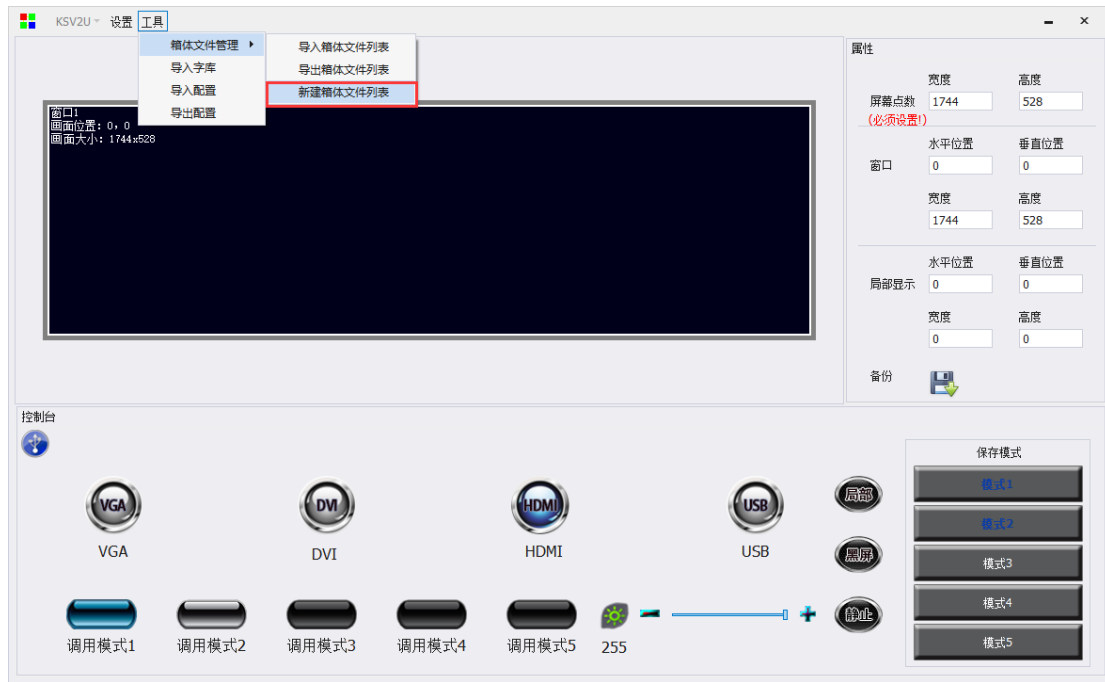 KSV2U 设置 工具
箱体文件管理
导入字库
导入配置
导出配置
导入箱体文件列表
导出箱体文件列表
新建箱体文件列表
窗口1
画面位置：0，0
画面大小：1744x528
属性
宽度 高度
屏幕点数 1744 528
(必须设置!)
水平位置 垂直位置
窗口 0 0
宽度 高度
1744 528
水平位置 垂直位置
局部显示 0 0
宽度 高度
0 0
备份
控制台
VGA DVI HDMI USB 局部
VGA DVI HDMI USB
黑屏
调用模式1 调用模式2 调用模式3 调用模式4 调用模式5 255
静止
保存模式
模式1
模式2
模式3
模式4
模式5